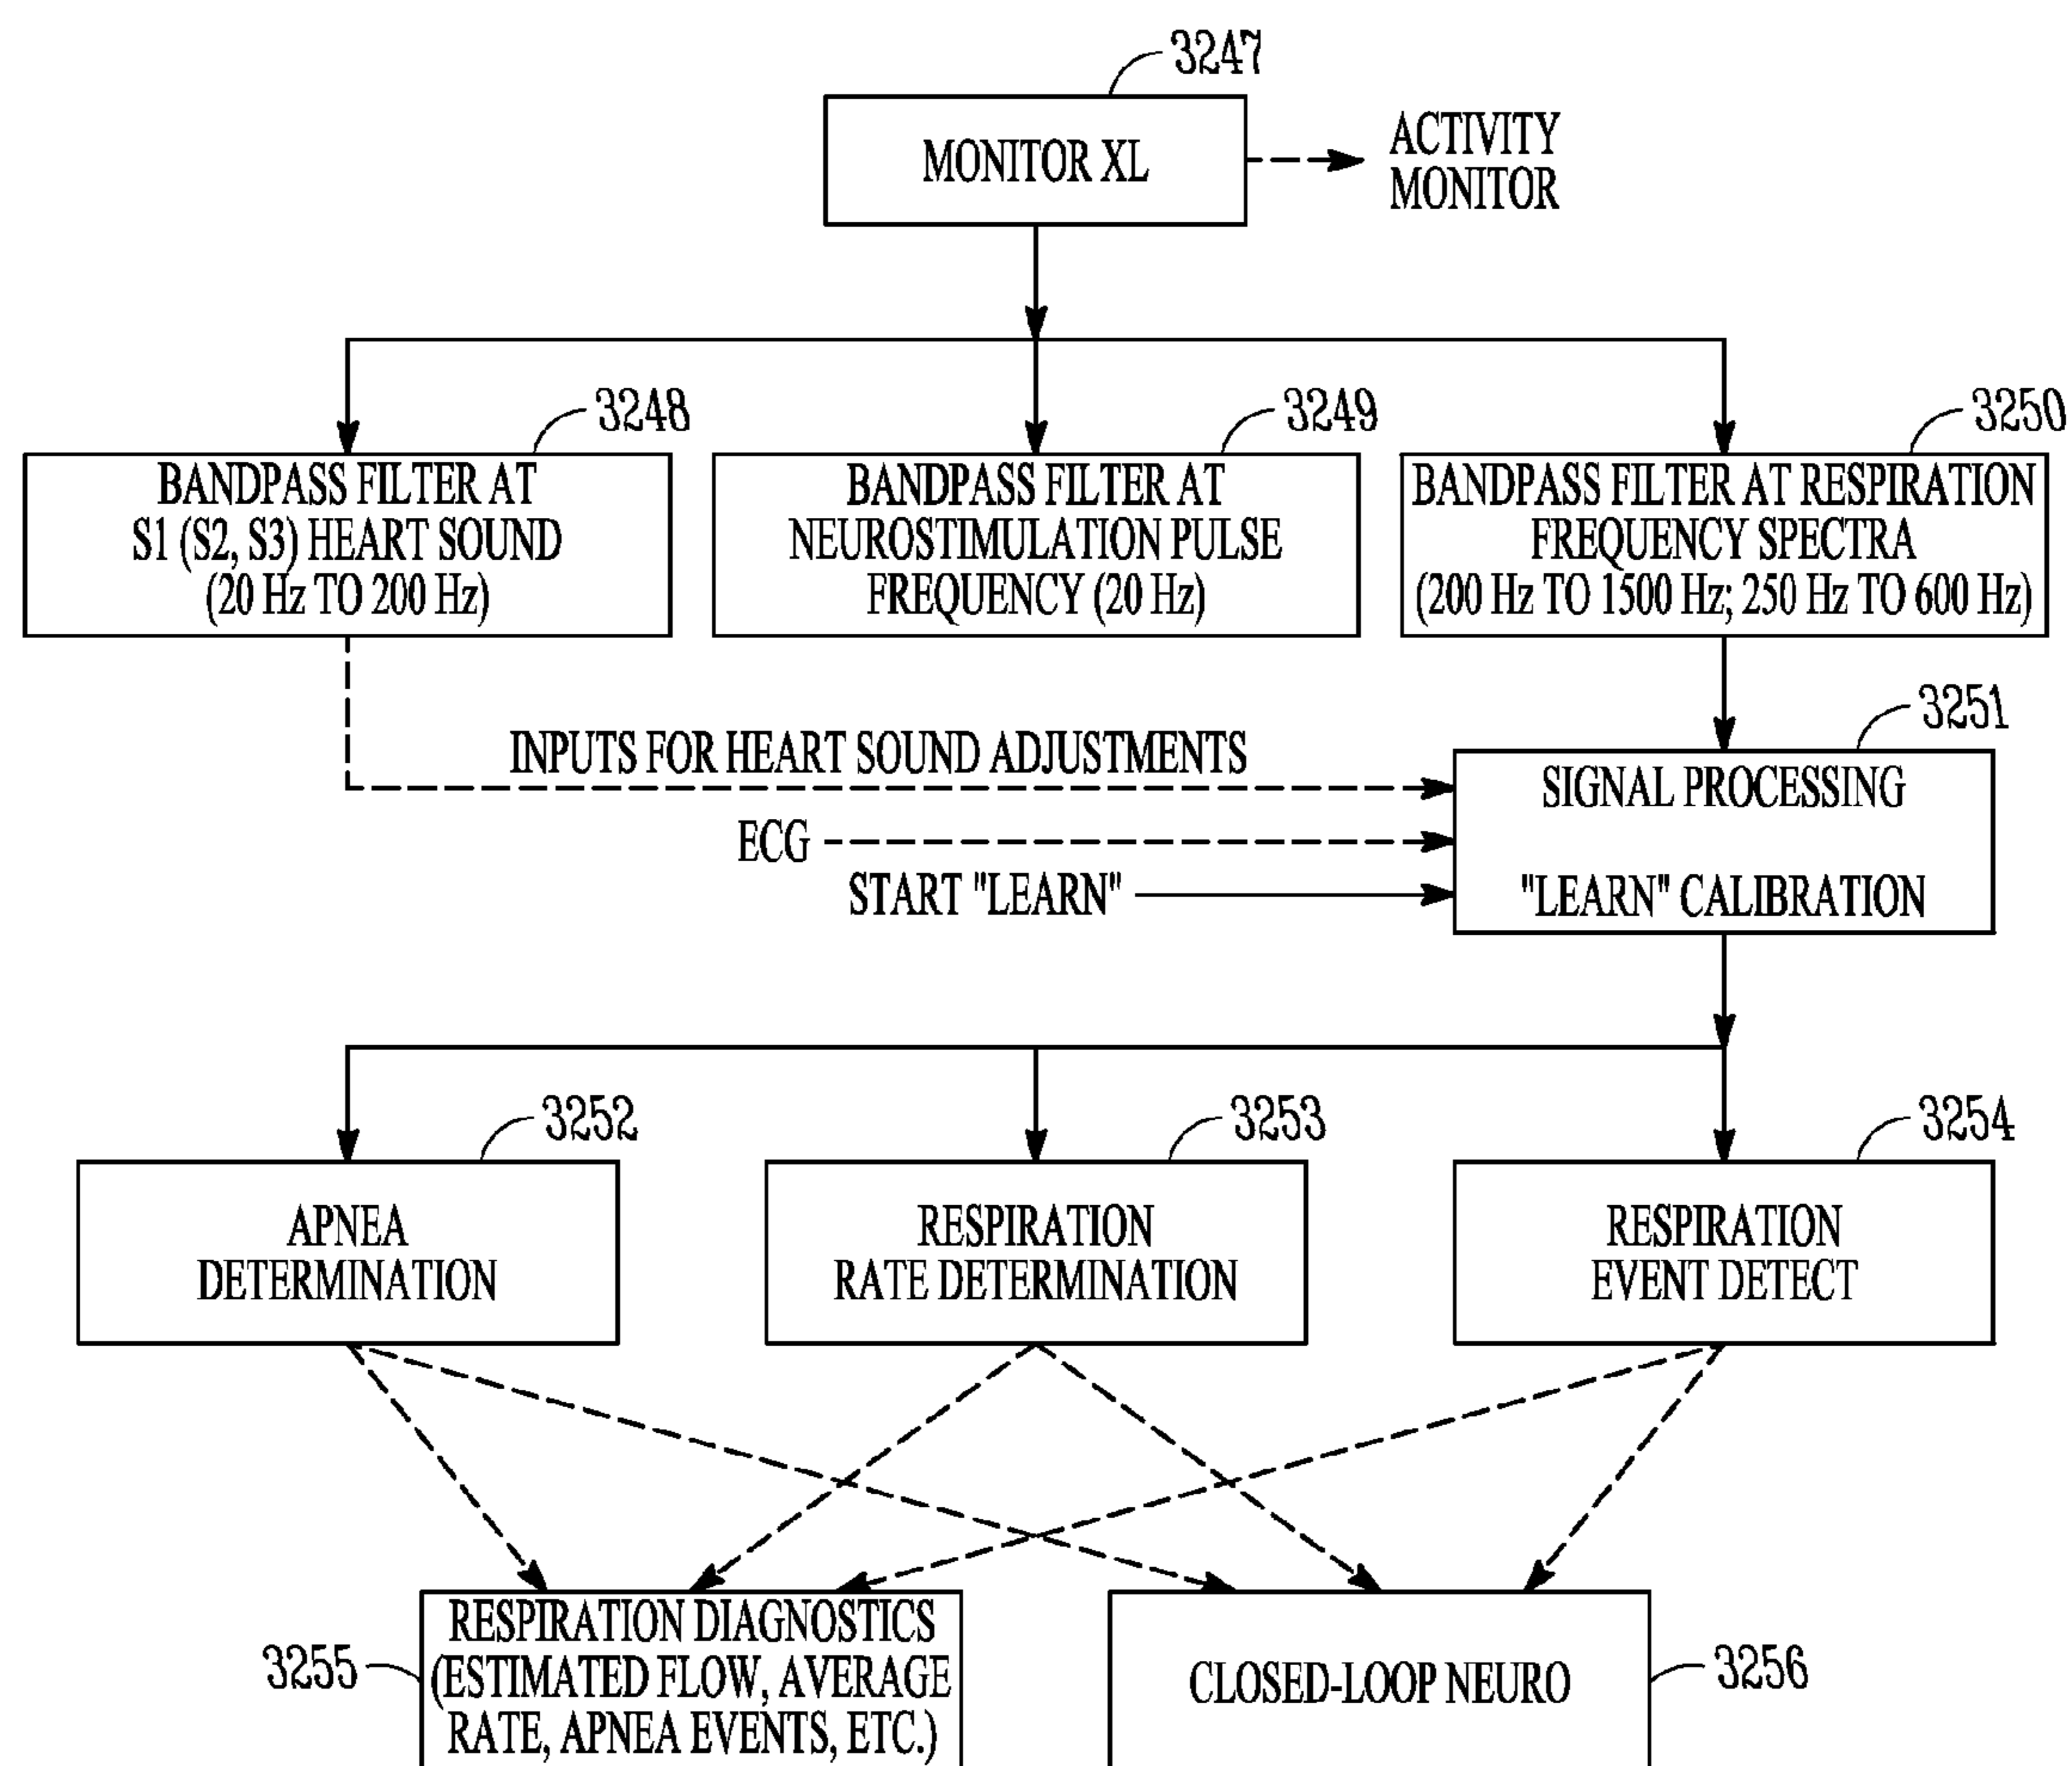 3247
MONITOR XL
ACTIVITY
MONITOR
3248
3249
3250
BANDPASS FILTER AT
S1 (S2, S3) HEART SOUND
(20 Hz TO 200 Hz)
BANDPASS FILTER AT
NEUROSTIMULATION PULSE
FREQUENCY (20 Hz)
BANDPASS FILTER AT RESPIRATION
FREQUENCY SPECTRA
(200 Hz TO 1500 Hz; 250 Hz TO 600 Hz)
3251
INPUTS FOR HEART SOUND ADJUSTMENTS
ECG
START "LEARN"
SIGNAL PROCESSING
"LEARN" CALIBRATION
3252
3253
3254
APNEA
DETERMINATION
RESPIRATION
RATE DETERMINATION
RESPIRATION
EVENT DETECT
3255
RESPIRATION DIAGNOSTICS
(ESTIMATED FLOW, AVERAGE
RATE, APNEA EVENTS, ETC.)
CLOSED-LOOP NEURO
3256